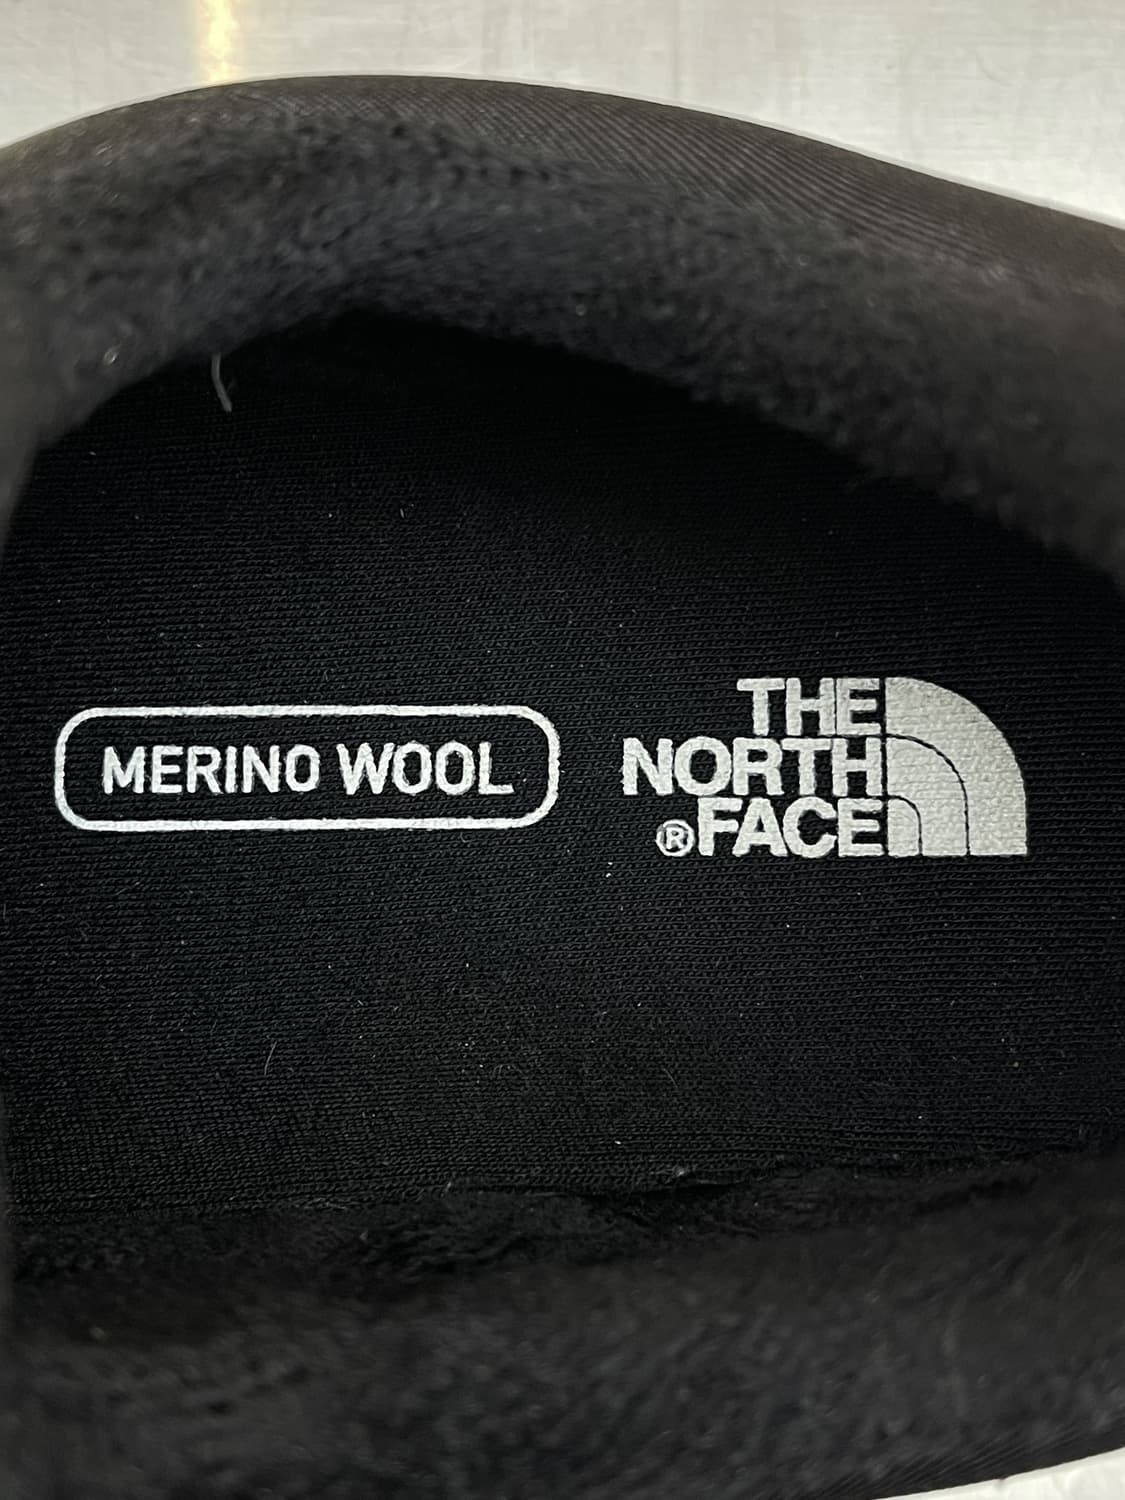 MERINO WOOL
THE
NORTH
®FACE